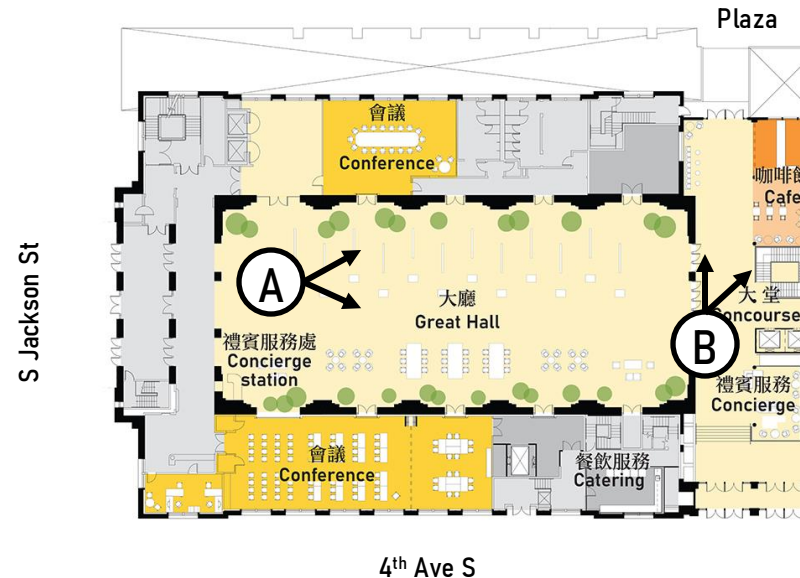 Plaza
會議
Conference
咖啡館
Cafe
S Jackson St
A
大廳
Great Hall
大堂
Concourse
B
禮賓服務處
Concierge
station
禮賓服務
Concierge
會議
Conference
餐飲服務
Catering
4th Ave S